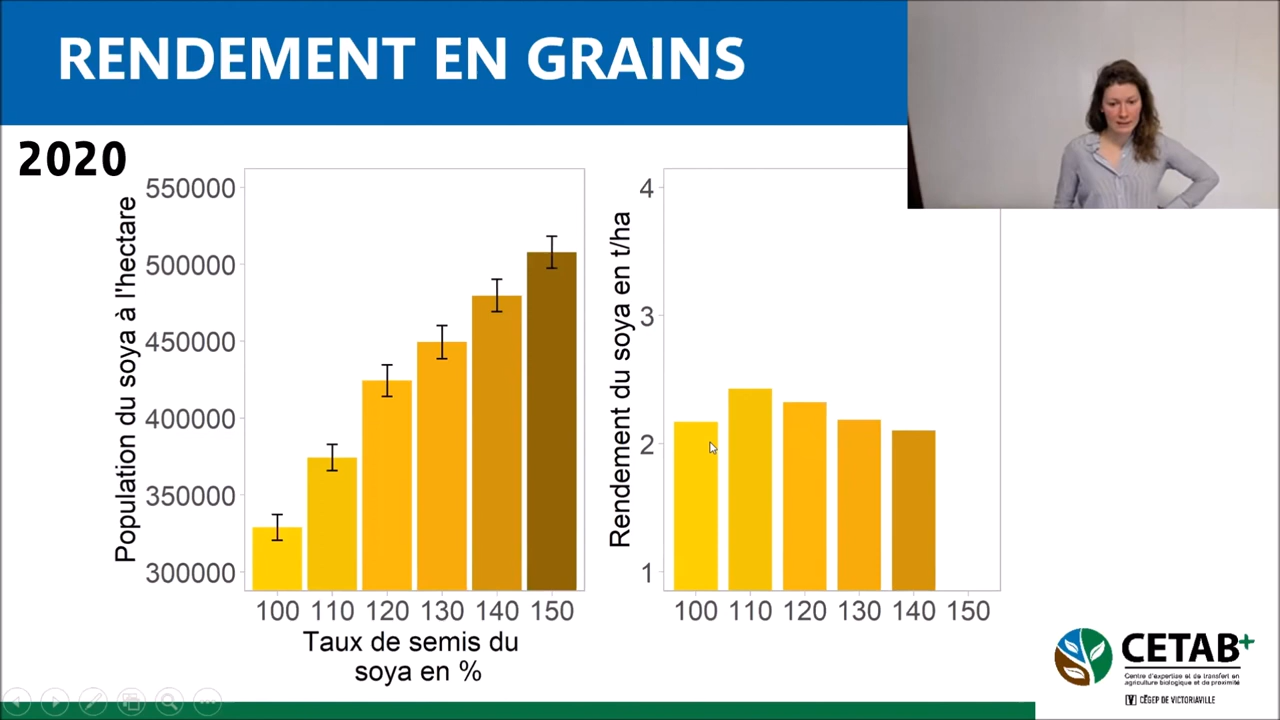 RENDEMENT EN GRAINS
2020
Population du soya à l'hectare
550000
500000
450000
400000
350000
300000
100 110 120 130 140 150
Taux de semis du
soya en %
Rendement du soya en t/ha
4
3
2
1
100 110 120 130 140 150
CETAB+
Centre d'expertise et de transfert en
agriculture biologique et de proximité
CÉGEP DE VICTORIAVILLE